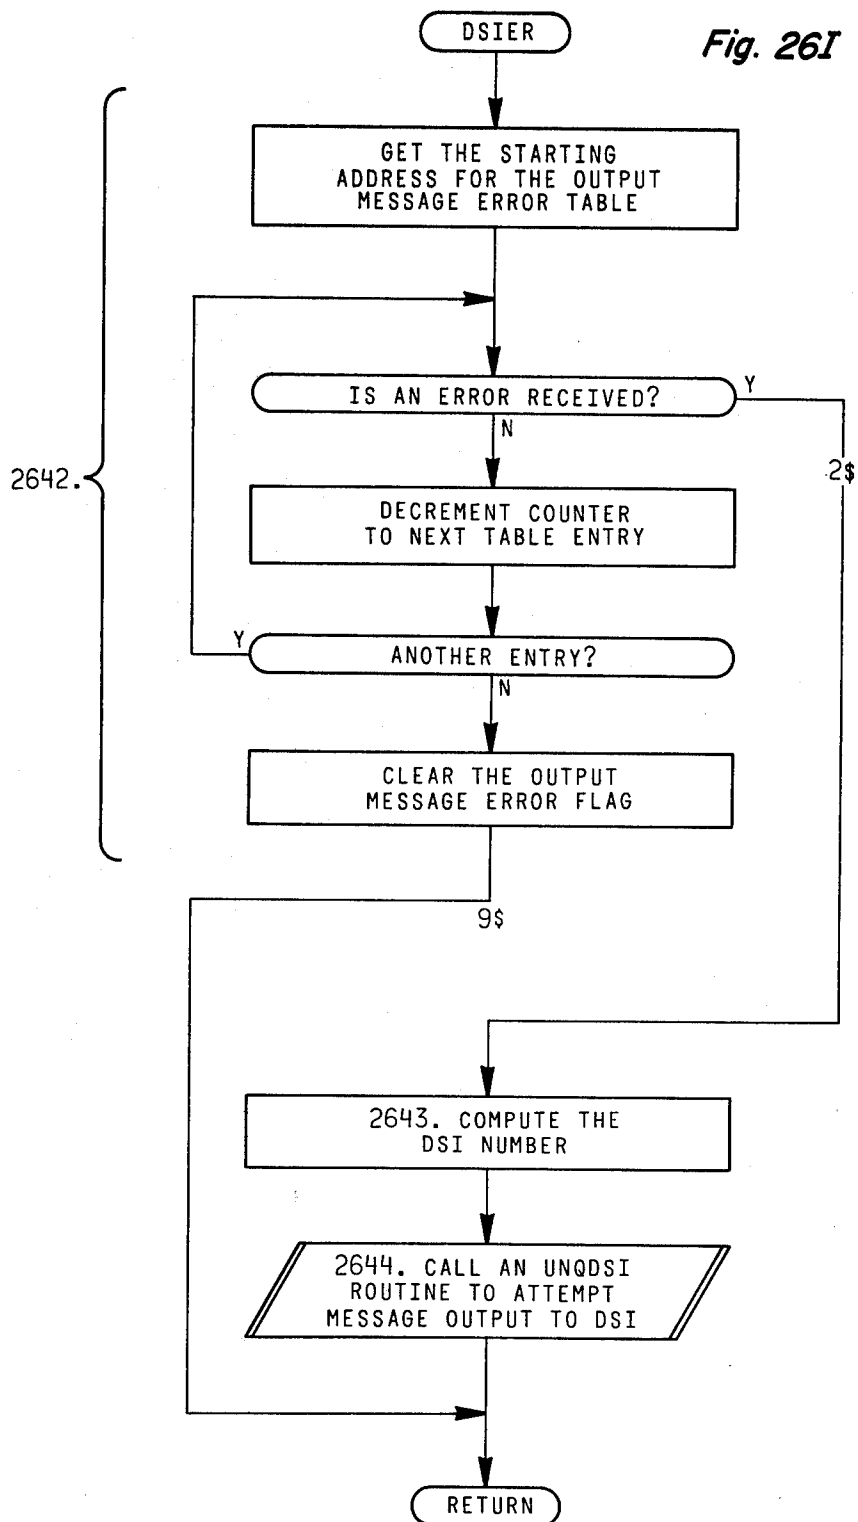 DSIER
Fig. 26I
GET THE STARTING
ADDRESS FOR THE OUTPUT
MESSAGE ERROR TABLE
IS AN ERROR RECEIVED?
Y
N
2$
2642.
DECREMENT COUNTER
TO NEXT TABLE ENTRY
Y
ANOTHER ENTRY?
N
CLEAR THE OUTPUT
MESSAGE ERROR FLAG
9$
2643. COMPUTE THE
DSI NUMBER
2644. CALL AN UNQDSI
ROUTINE TO ATTEMPT
MESSAGE OUTPUT TO DSI
RETURN